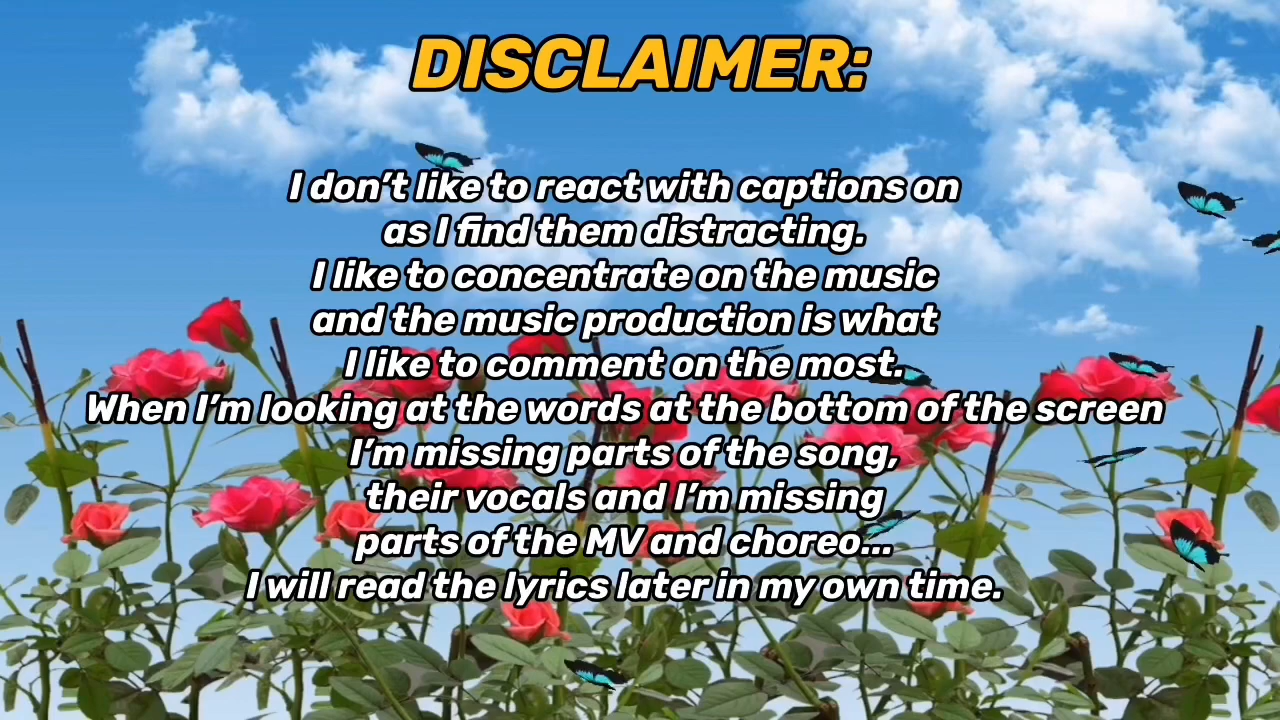 DISCLAIMER:
I don't like to react with captions on
as I find them distracting.
I like to concentrate on the music
and the music production is what
I like to comment on the most.
When I'm looking at the words at the bottom of the screen
I'm missing parts of the song,
their vocals and I'm missing
parts of the MV and choreo...
I will read the lyrics later in my own time.